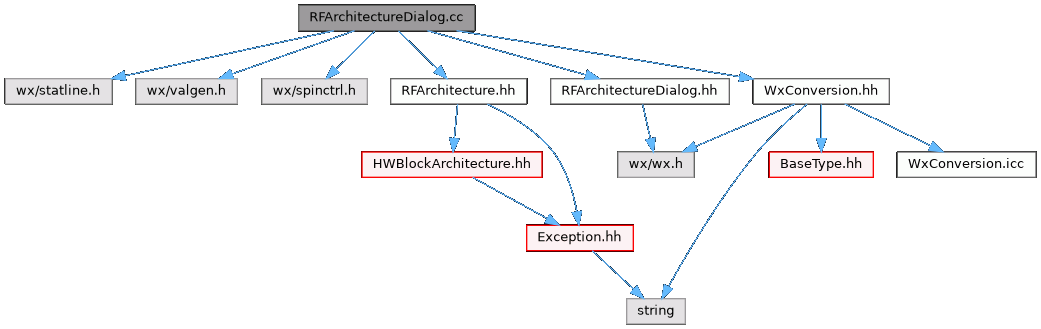 RFArchitectureDialog.cc
wx/statline.h
wx/valgen.h
wx/spinctrl.h
RFArchitecture.hh
RFArchitectureDialog.hh
WxConversion.hh
HWBlockArchitecture.hh
wx/wx.h
BaseType.hh
WxConversion.icc
Exception.hh
string